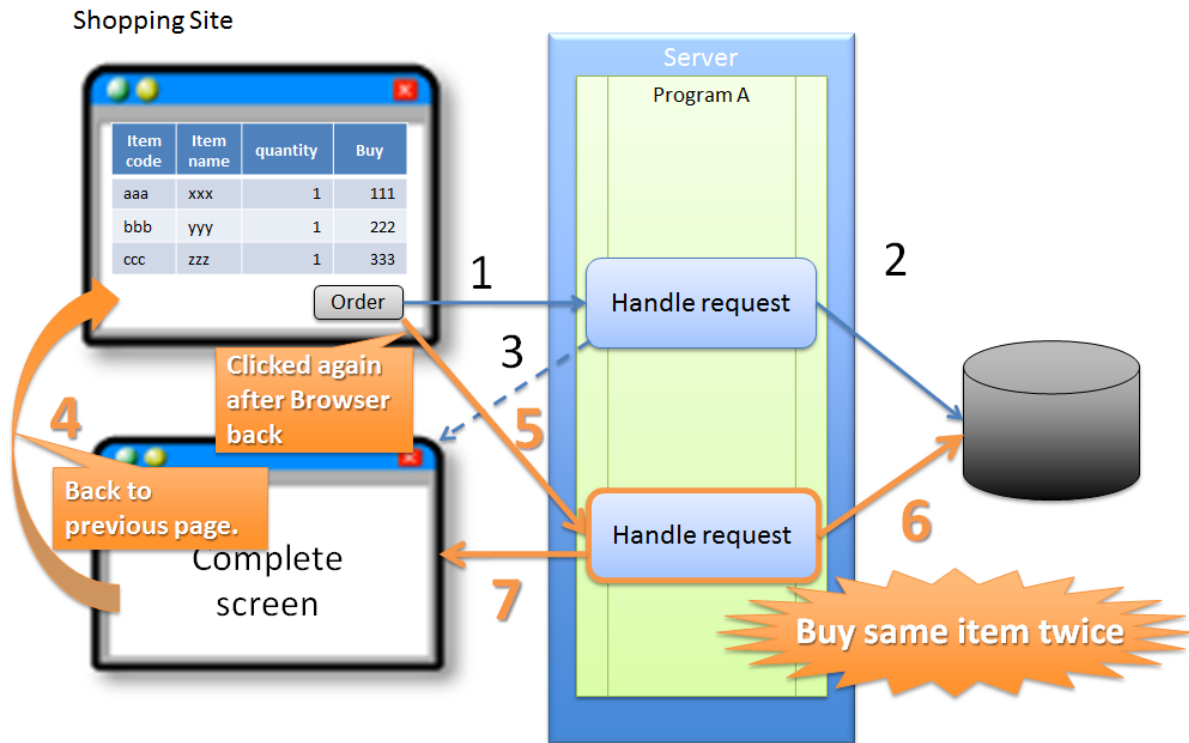 Shopping Site
Server
Program A
Item code
Item name
quantity
Buy
aaa xxx 1 111
bbb yyy 1 222
ccc zzz 1 333
Order
1
Handle request
2
3
Clicked again
after Browser
back
4
5
Back to
previous page.
Complete
screen
Handle request
6
7
Buy same item twice